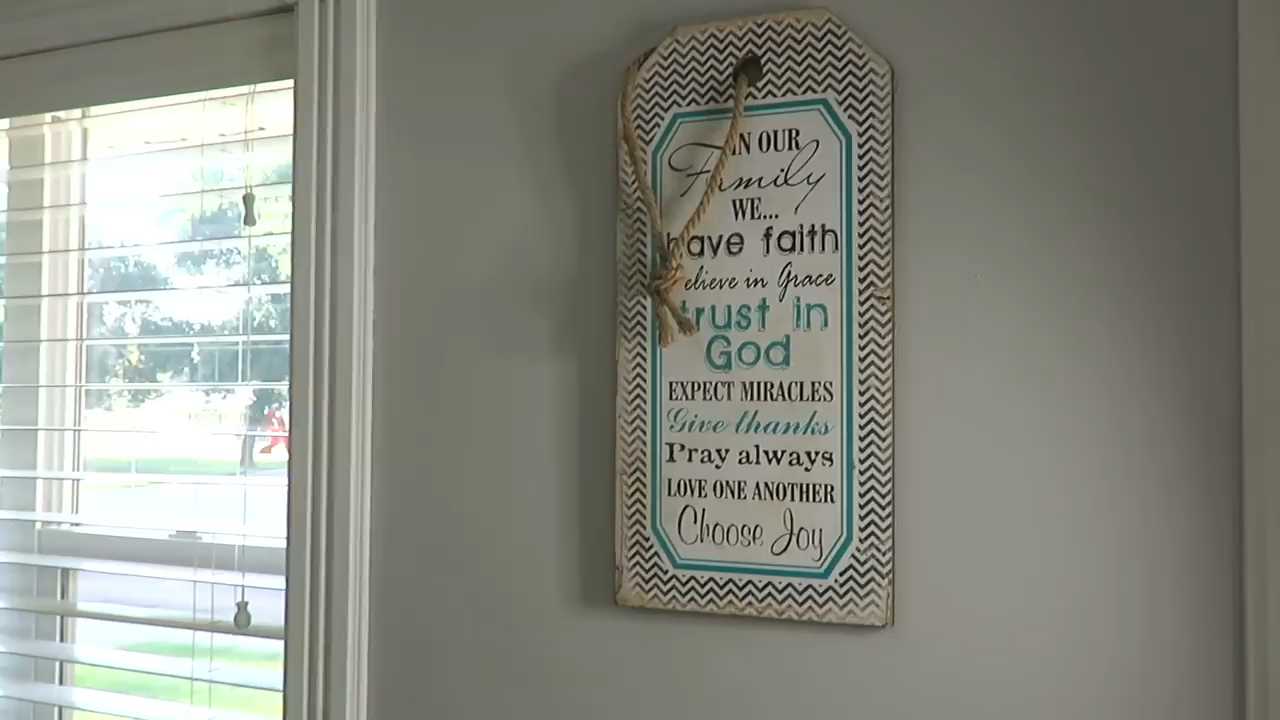 IN OUR
Family
WE...
have faith
elieve in Grace
trust in
God
EXPECT MIRACLES
Give thanks
Pray always
LOVE ONE ANOTHER
Choose Joy